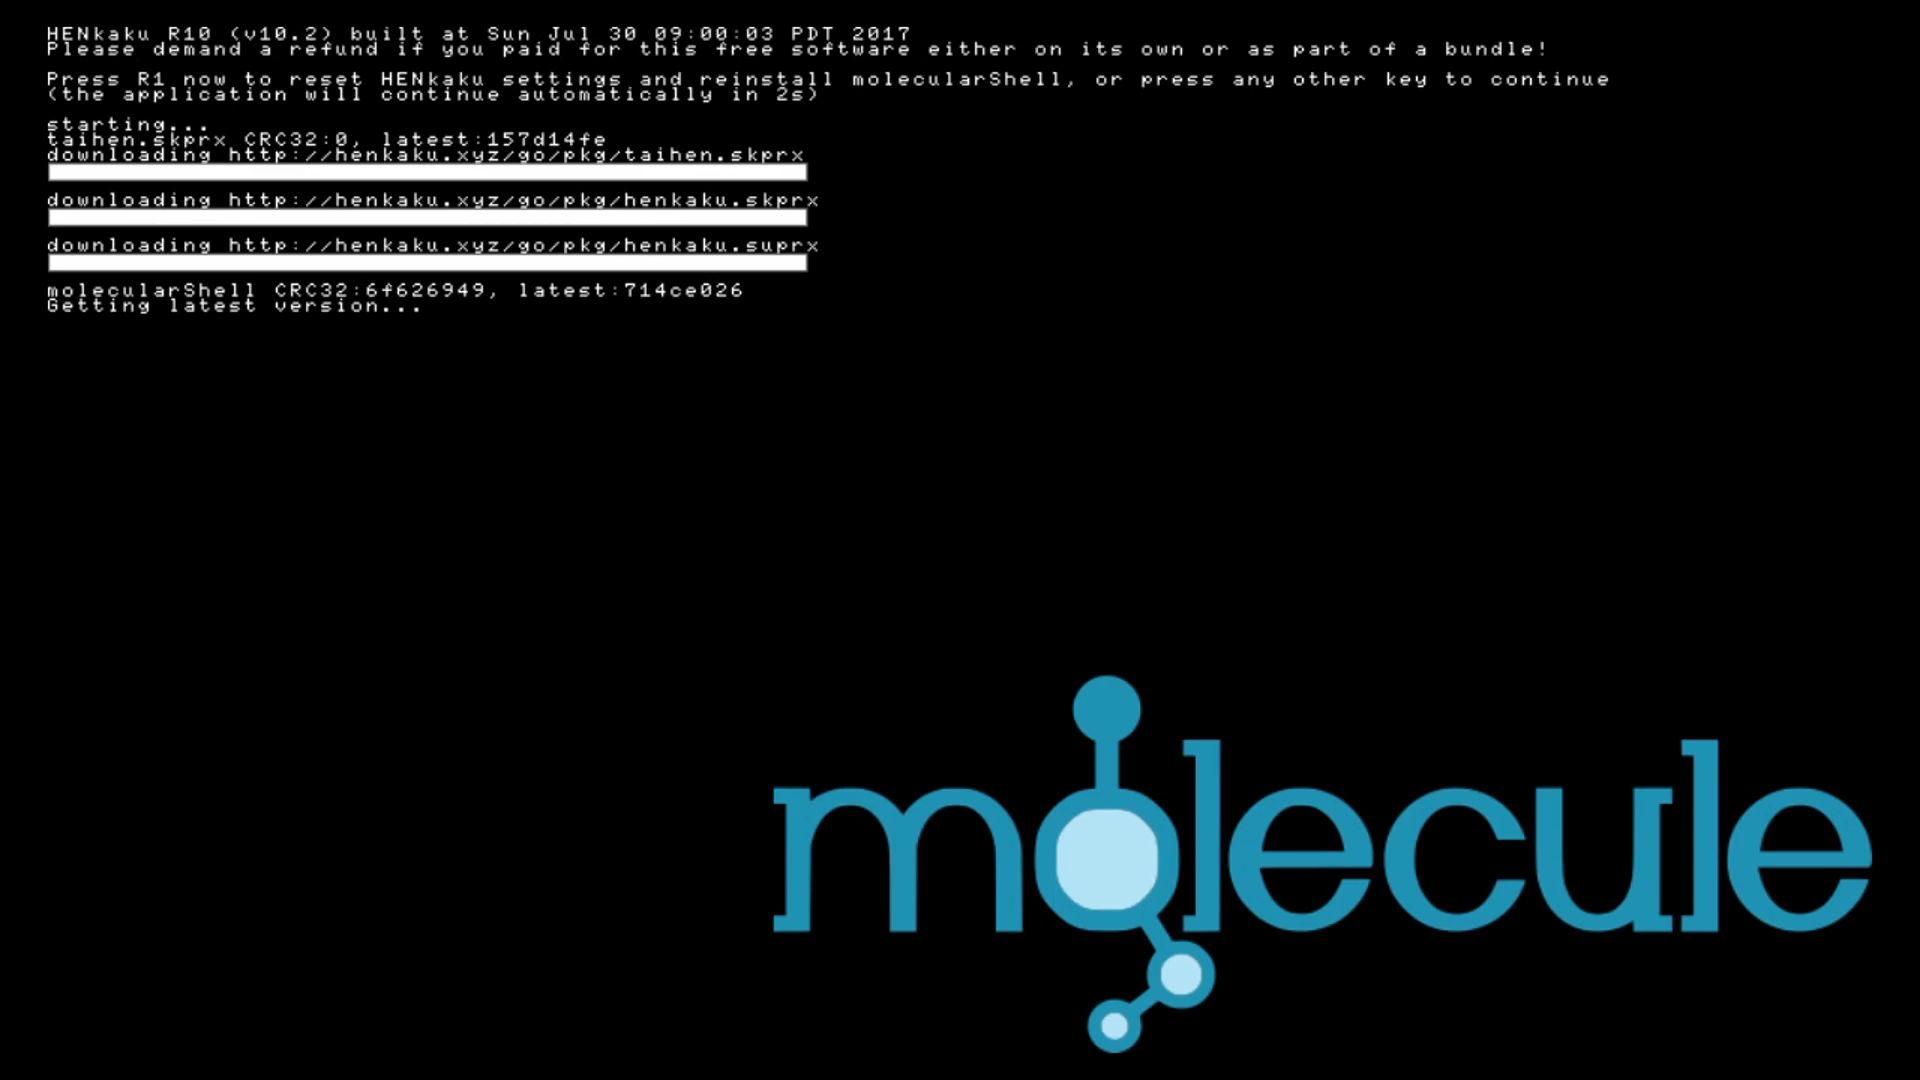 HENkaku R10 (v10.2) built at Sun Jul 30 09:00:03 PDT 2017
Please demand a refund if you paid for this free software either on its own or as part of a bundle!
Press R1 now to reset HENkaku settings and reinstall molecularShell, or press any other key to continue
(the application will continue automatically in 2s)
starting...
taihen.skprx CRC32:0, latest:157d14fe
downloading http://henkaku.xyz/go/pkg/taihen.skprx
downloading http://henkaku.xyz/go/pkg/henkaku.skprx
downloading http://henkaku.xyz/go/pkg/henkaku.suprx
molecularShell CRC32:6f626949, latest:714ce026
Getting latest version...
molecule